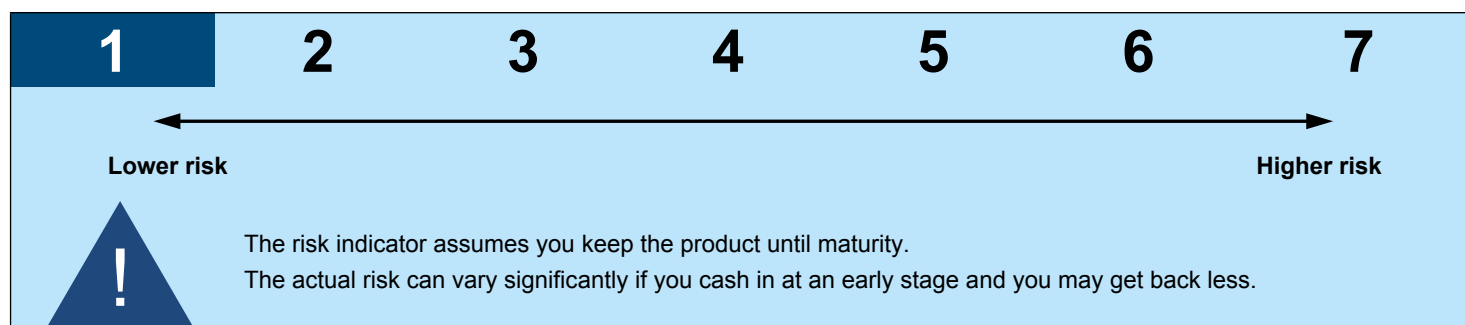 1 2 3 4 5 6 7
Lower risk Higher risk
!
The risk indicator assumes you keep the product until maturity.
The actual risk can vary significantly if you cash in at an early stage and you may get back less.